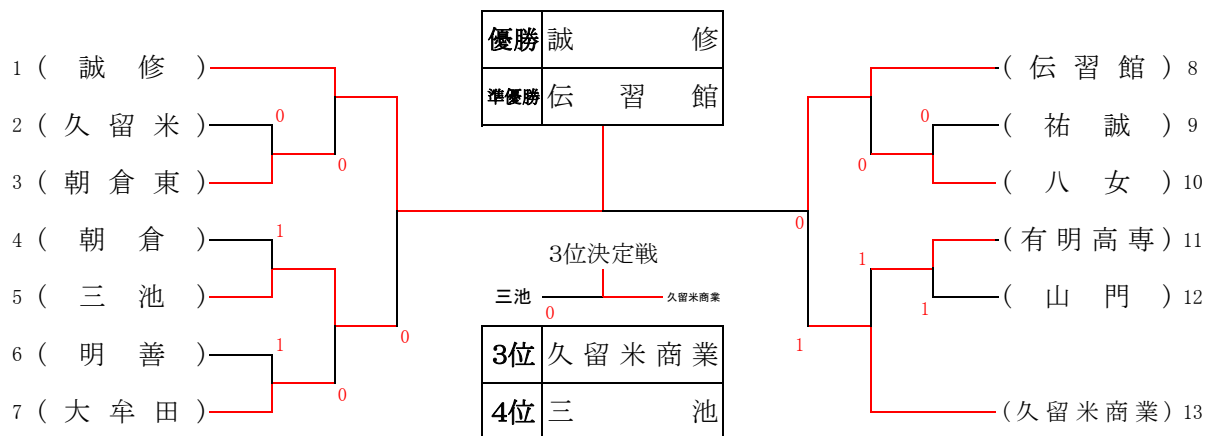 優勝 誠修
準優勝 伝習館
1 ( 誠修 )
2 ( 久留米 )
3 ( 朝倉東 )
4 ( 朝倉 )
5 ( 三池 )
6 ( 明善 )
7 ( 大牟田 )
0
0
1
0
1
0
3位決定戦
三池 久留米商業
0
3位 久留米商業
4位 三池
( 伝習館 ) 8
( 祐誠 ) 9
( 八女 ) 10
( 有明高専 ) 11
( 山門 ) 12
( 久留米商業 ) 13
0
0
0
1
1
1